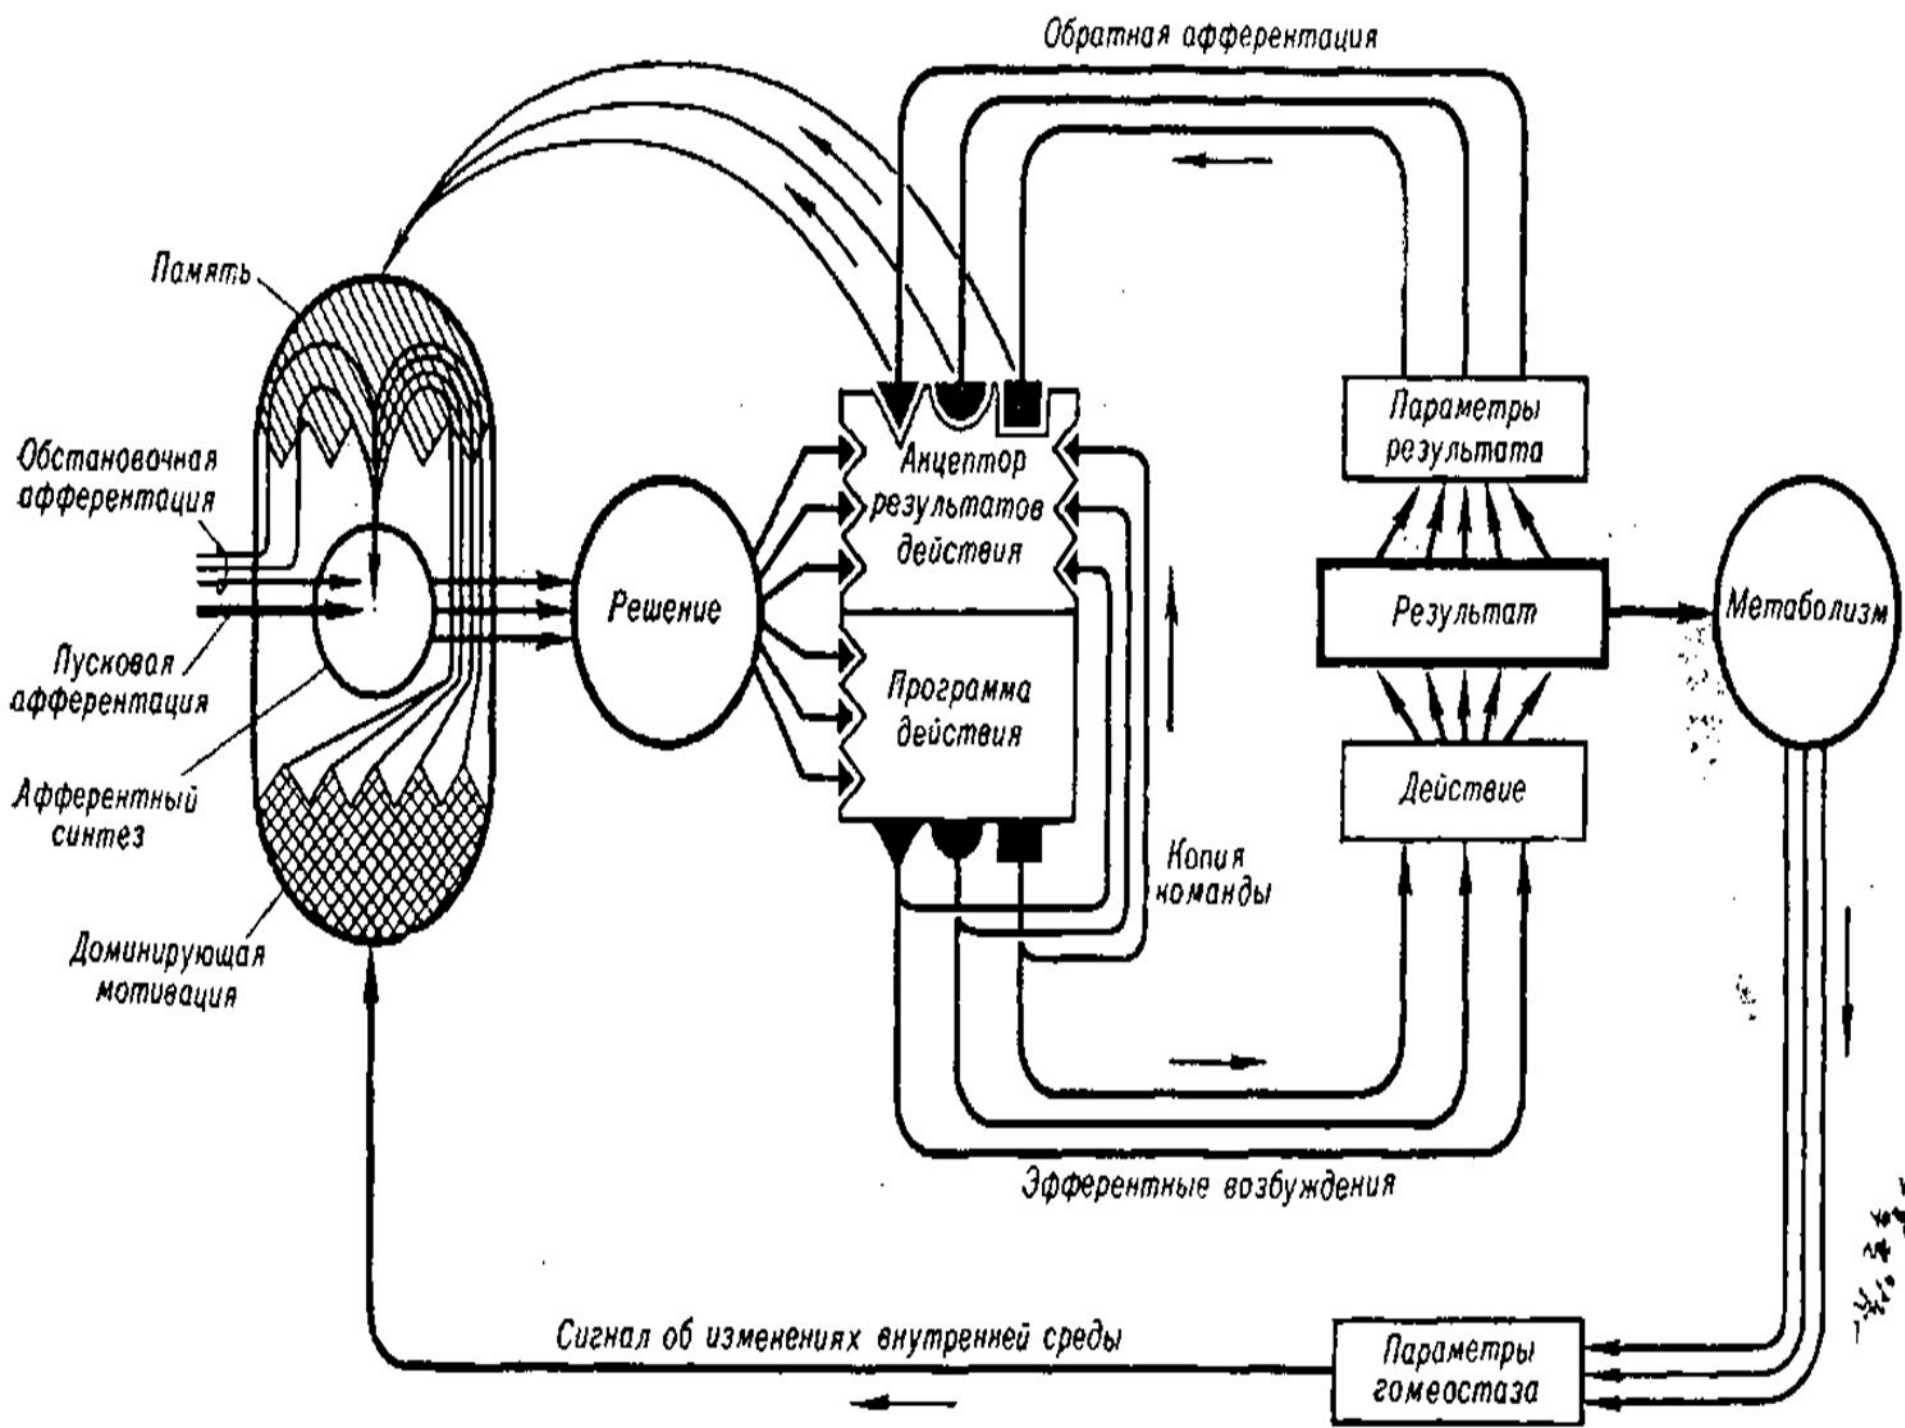 Обратная афферентация
Память
Обстановочная
афферентация
Пусковая
афферентация
Афферентный
синтез
Доминирующая
мотивация
Решение
Акцептор
результатов
действия
Программа
действия
Копия
команды
Параметры
результата
Результат
Действие
Метаболизм
Эфферентные возбуждения
Сигнал об изменениях внутренней среды
Параметры
гомеостаза